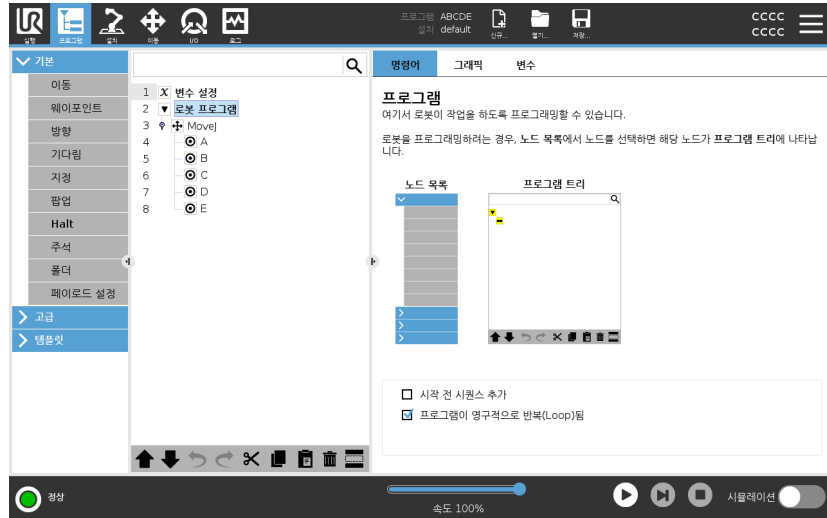 UR
프로그램 ABCDE
설치 default
실행 프로그램 설치 이동 I/O 로그
신규... 열기... 저장...
CCCC
CCCC
기본
이동
웨이포인트
방향
기다림
지정
팝업
Halt
주석
폴더
페이로드 설정
고급
템플릿
1 X 변수 설정
2 로봇 프로그램
3 MoveJ
4 A
5 B
6 C
7 D
8 E
명령어 그래픽 변수
프로그램
여기서 로봇이 작업을 하도록 프로그래밍할 수 있습니다.
로봇을 프로그래밍하려는 경우, 노드 목록에서 노드를 선택하면 해당 노드가 프로그램 트리에 나타납
니다.
노드 목록 프로그램 트리
시작 전 시퀀스 추가
프로그램이 영구적으로 반복(Loop)됨
정상
속도 100%
시뮬레이션